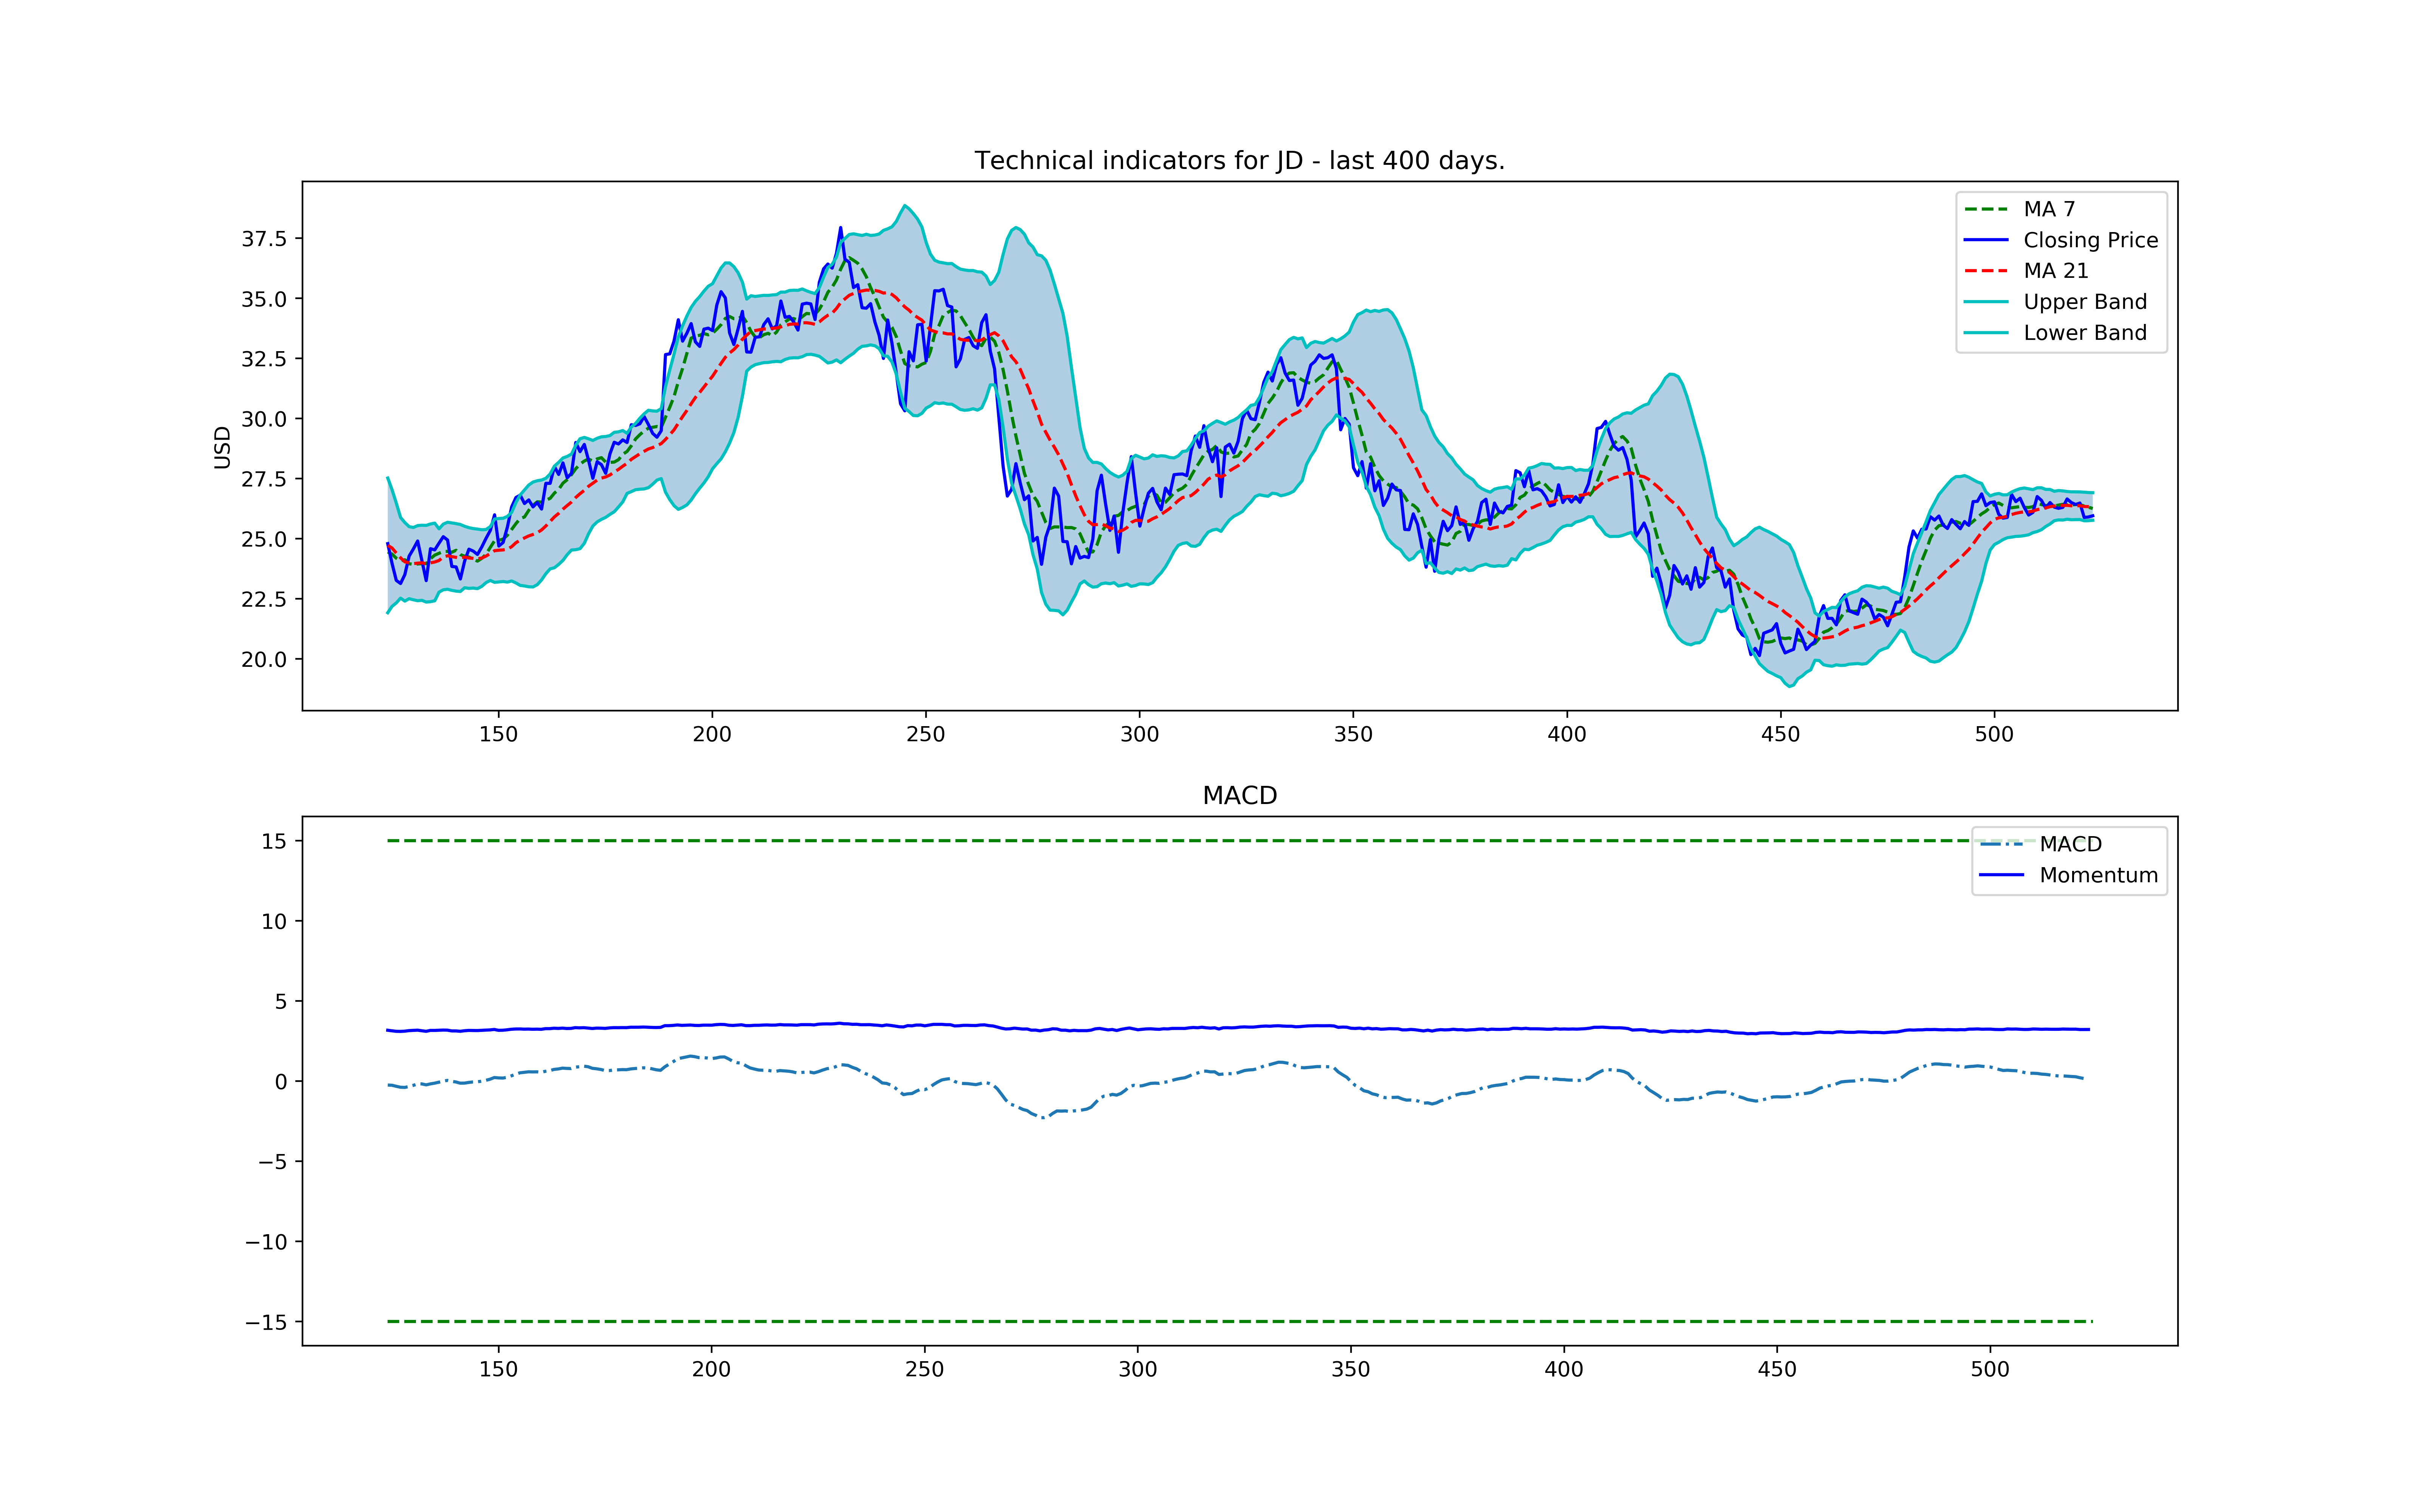 Technical indicators for JD - last 400 days.
MA 7
Closing Price
MA 21
Upper Band
Lower Band
37.5
35.0
32.5
30.0
27.5
25.0
22.5
20.0
USD
150 200 250 300 350 400 450 500
MACD
MACD
Momentum
15
10
5
0
−5
−10
−15
150 200 250 300 350 400 450 500